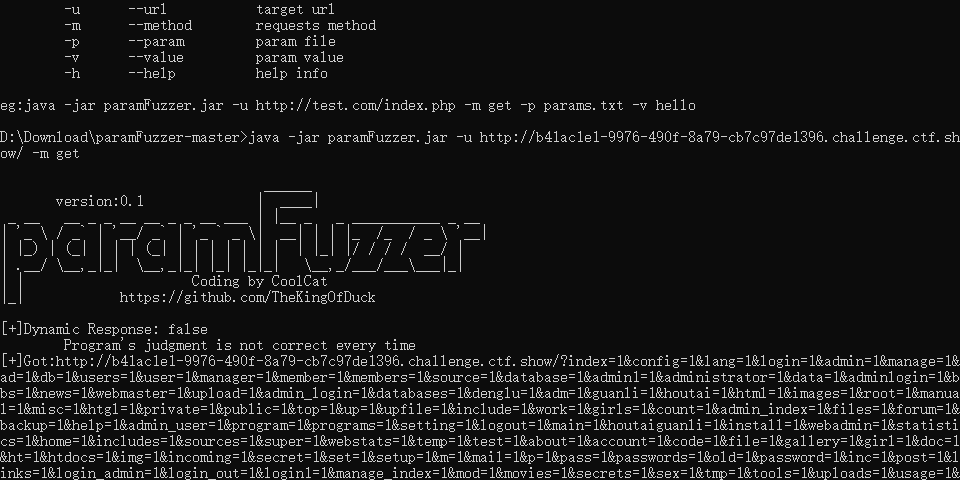 -u --url target url
-m --method requests method
-p --param param file
-v --value param value
-h --help help info
eg:java -jar paramFuzzer.jar -u http://test.com/index.php -m get -p params.txt -v hello
D:\Download\paramFuzzer-master>java -jar paramFuzzer.jar -u http://b41ac1e1-9976-490f-8a79-cb7c97de1396.challenge.ctf.sh
ow/ -m get
version:0.1
paramFuzzer
Coding by CoolCat
https://github.com/TheKingOfDuck
[+]Dynamic Response: false
Program's judgment is not correct every time
[+]Got:http://b41ac1e1-9976-490f-8a79-cb7c97de1396.challenge.ctf.show/?index=1&config=1&lang=1&login=1&admin=1&manage=1&
ad=1&db=1&users=1&user=1&manager=1&member=1&members=1&source=1&database=1&admin1=1&administrator=1&data=1&adminlogin=1&b
bs=1&news=1&webmaster=1&upload=1&admin_login=1&databases=1&denglu=1&adm=1&guanli=1&houtai=1&html=1&images=1&root=1&manua
l=1&misc=1&htgl=1&private=1&public=1&top=1&up=1&upfile=1&include=1&work=1&girls=1&count=1&admin_index=1&files=1&forum=1&
backup=1&help=1&admin_user=1&program=1&programs=1&setting=1&logout=1&main=1&houtaiguanli=1&install=1&webadmin=1&statisti
cs=1&home=1&includes=1&sources=1&super=1&webstats=1&temp=1&test=1&about=1&account=1&code=1&file=1&gallery=1&girl=1&doc=1
&ht=1&htdocs=1&img=1&incoming=1&secret=1&set=1&setup=1&m=1&mail=1&p=1&pass=1&passwords=1&old=1&password=1&inc=1&post=1&l
inks=1&login_admin=1&login_out=1&login1=1&manage_index=1&mod=1&movies=1&secrets=1&sex=1&tmp=1&tools=1&uploads=1&usage=1&